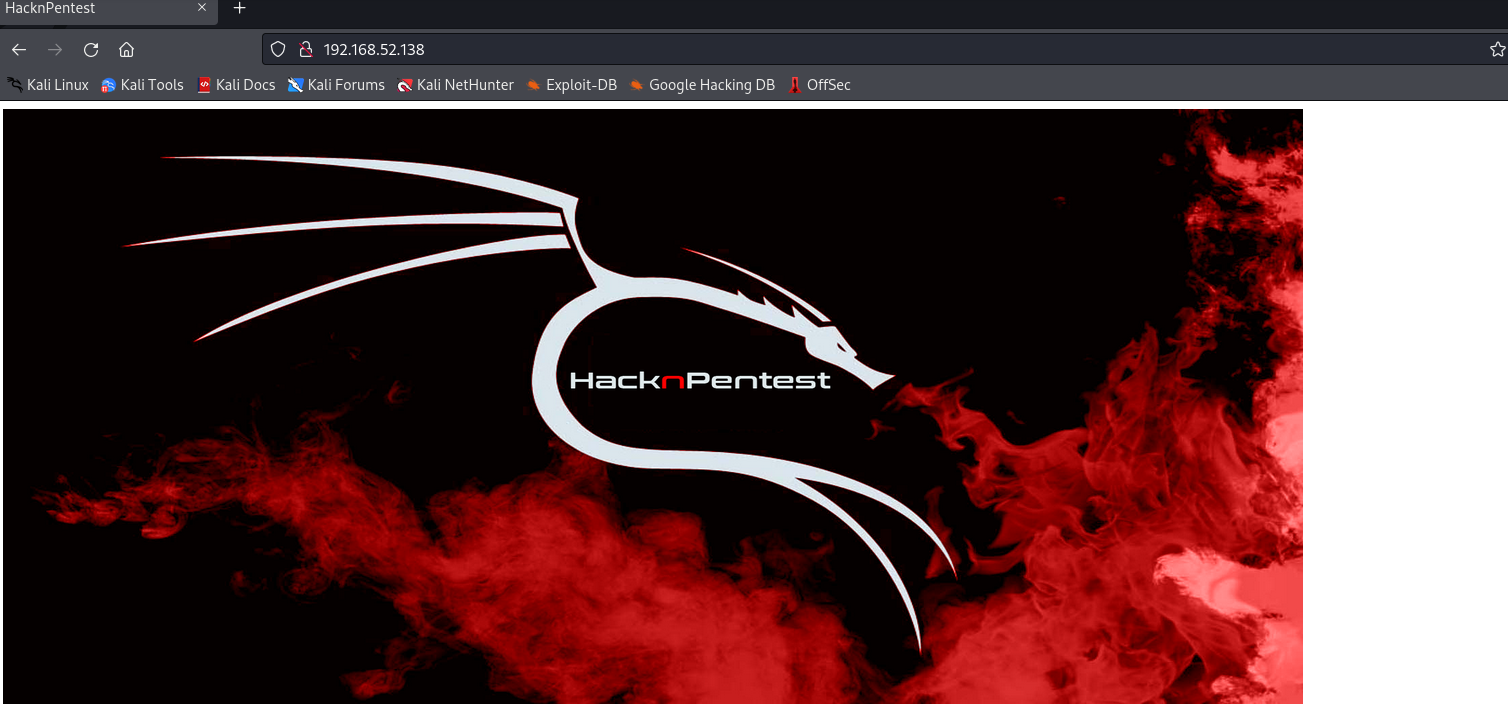 HacknPentest
192.168.52.138
Kali Linux Kali Tools Kali Docs Kali Forums Kali NetHunter Exploit-DB Google Hacking DB OffSec
HacknPentest